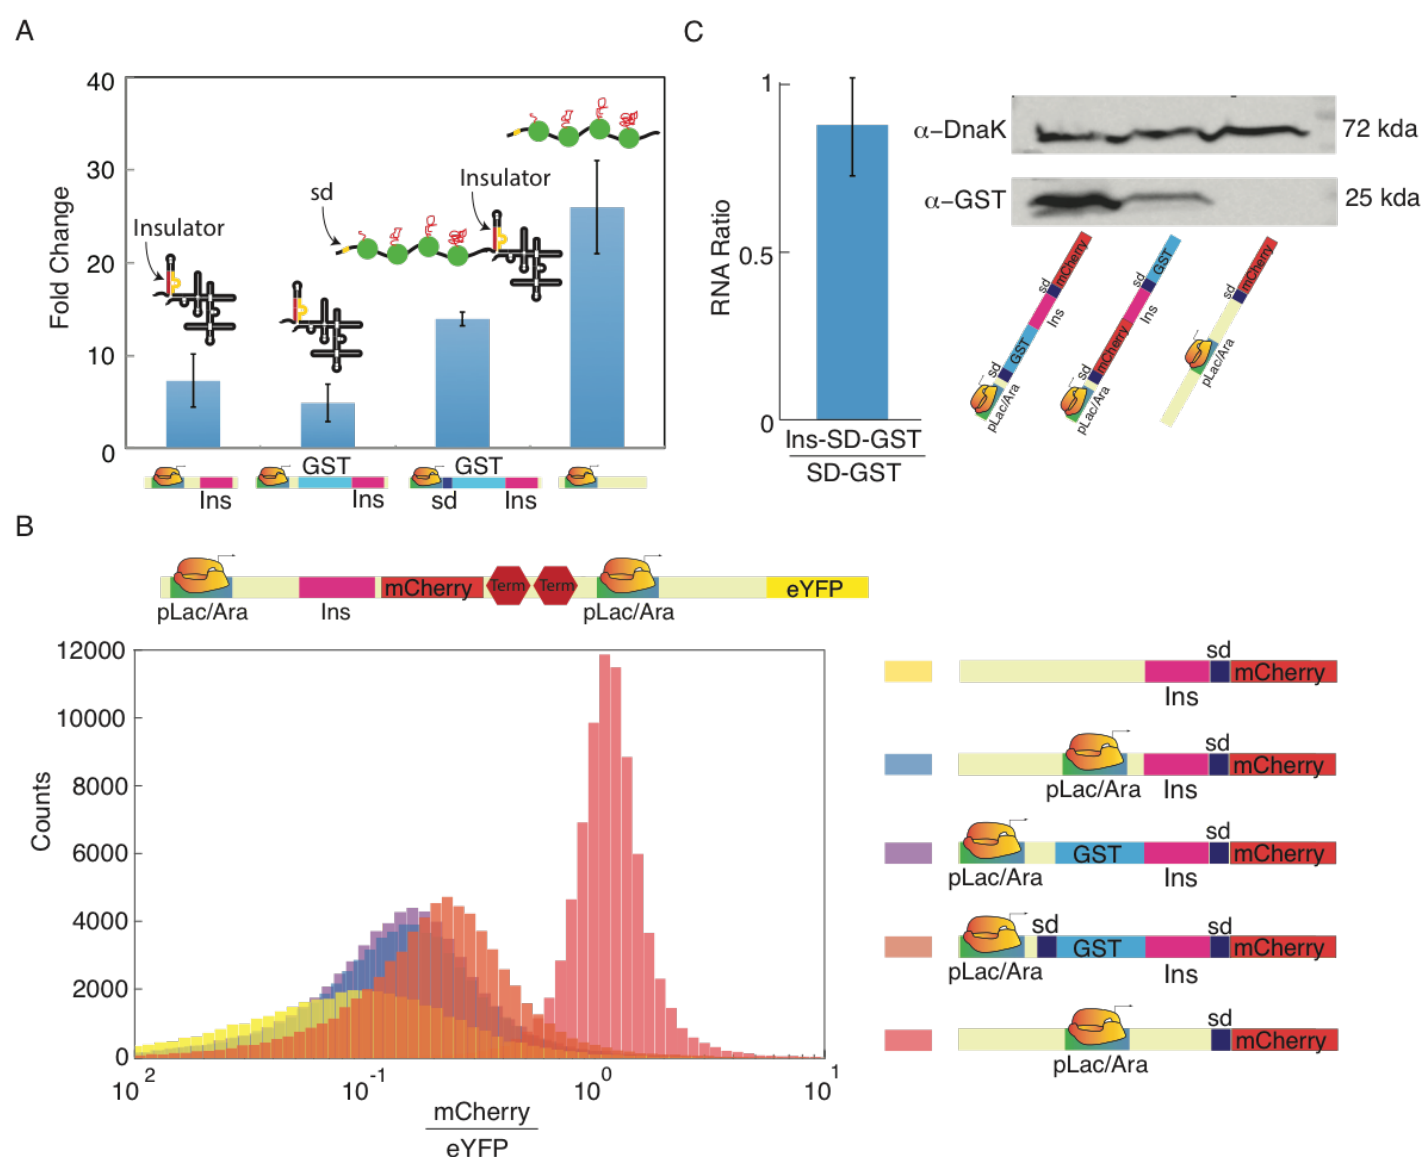 A
40
30
20
10
0
Fold Change
Insulator
sd
Insulator
Ins
GST
Ins
GST
sd
Ins
C
1
0.5
0
RNA Ratio
Ins-SD-GST
SD-GST
α-DnaK
72 kda
α-GST
25 kda
pLac/Ara
sd
GST
Ins
sd
mCherry
pLac/Ara
sd
mCherry
Ins
sd
GST
pLac/Ara
sd
mCherry
B
pLac/Ara
Ins
mCherry
Term
Term
pLac/Ara
eYFP
12000
10000
8000
6000
4000
2000
0
Counts
10 2
10 -1
10 0
10 1
mCherry
eYFP
sd
mCherry
Ins
sd
mCherry
pLac/Ara
Ins
sd
GST
mCherry
pLac/Ara
Ins
sd
sd
GST
mCherry
pLac/Ara
Ins
sd
mCherry
pLac/Ara